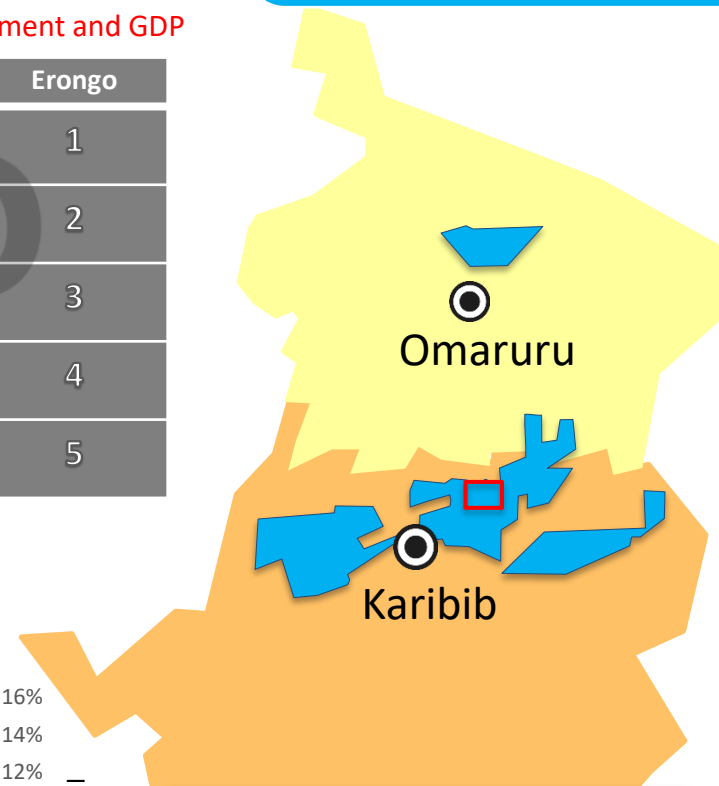 ment and GDP
Erongo
1
2
3
4
5
Omaruru
Karibib
16%
14%
12%